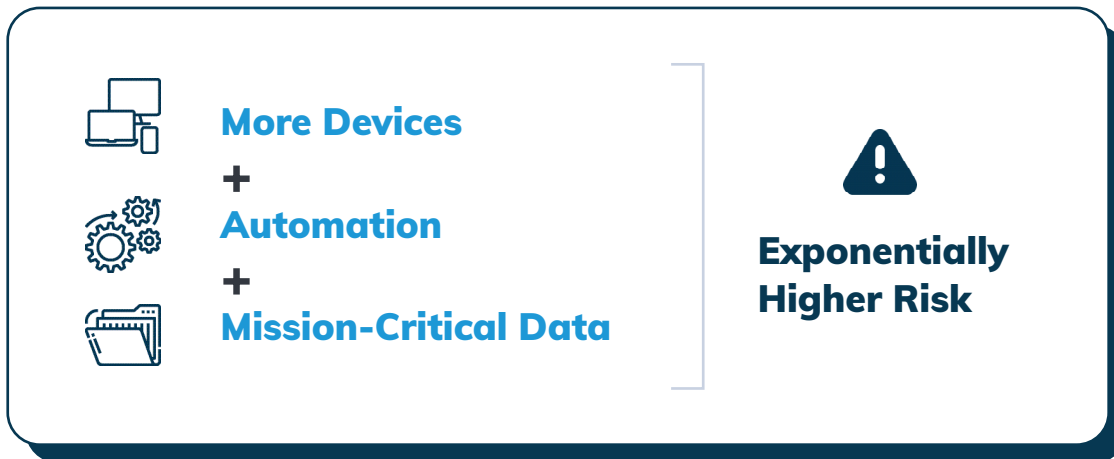 More Devices
+
Automation
+
Mission-Critical Data
Exponentially
Higher Risk